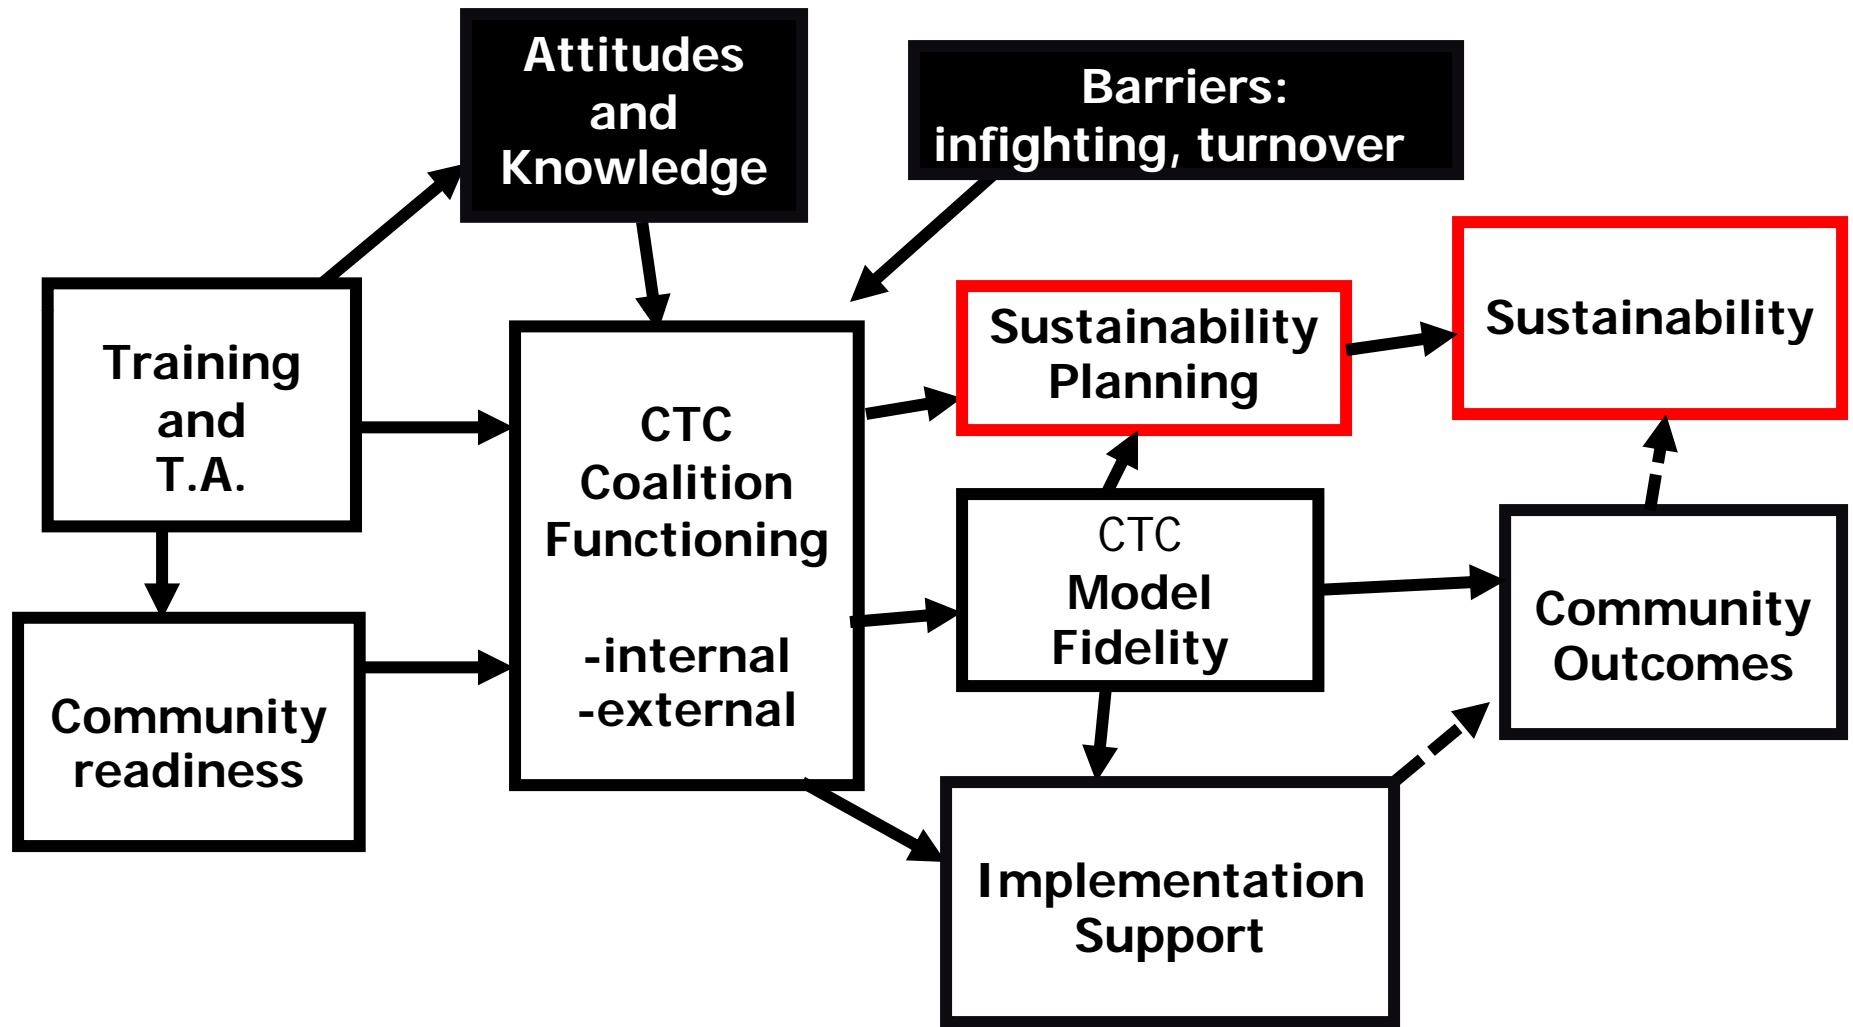 Attitudes
and
Knowledge
Barriers:
infighting, turnover
Training
and
T.A.
CTC
Coalition
Functioning
-internal
-external
Sustainability
Planning
Sustainability
CTC
Model
Fidelity
Community
Outcomes
Community
readiness
Implementation
Support